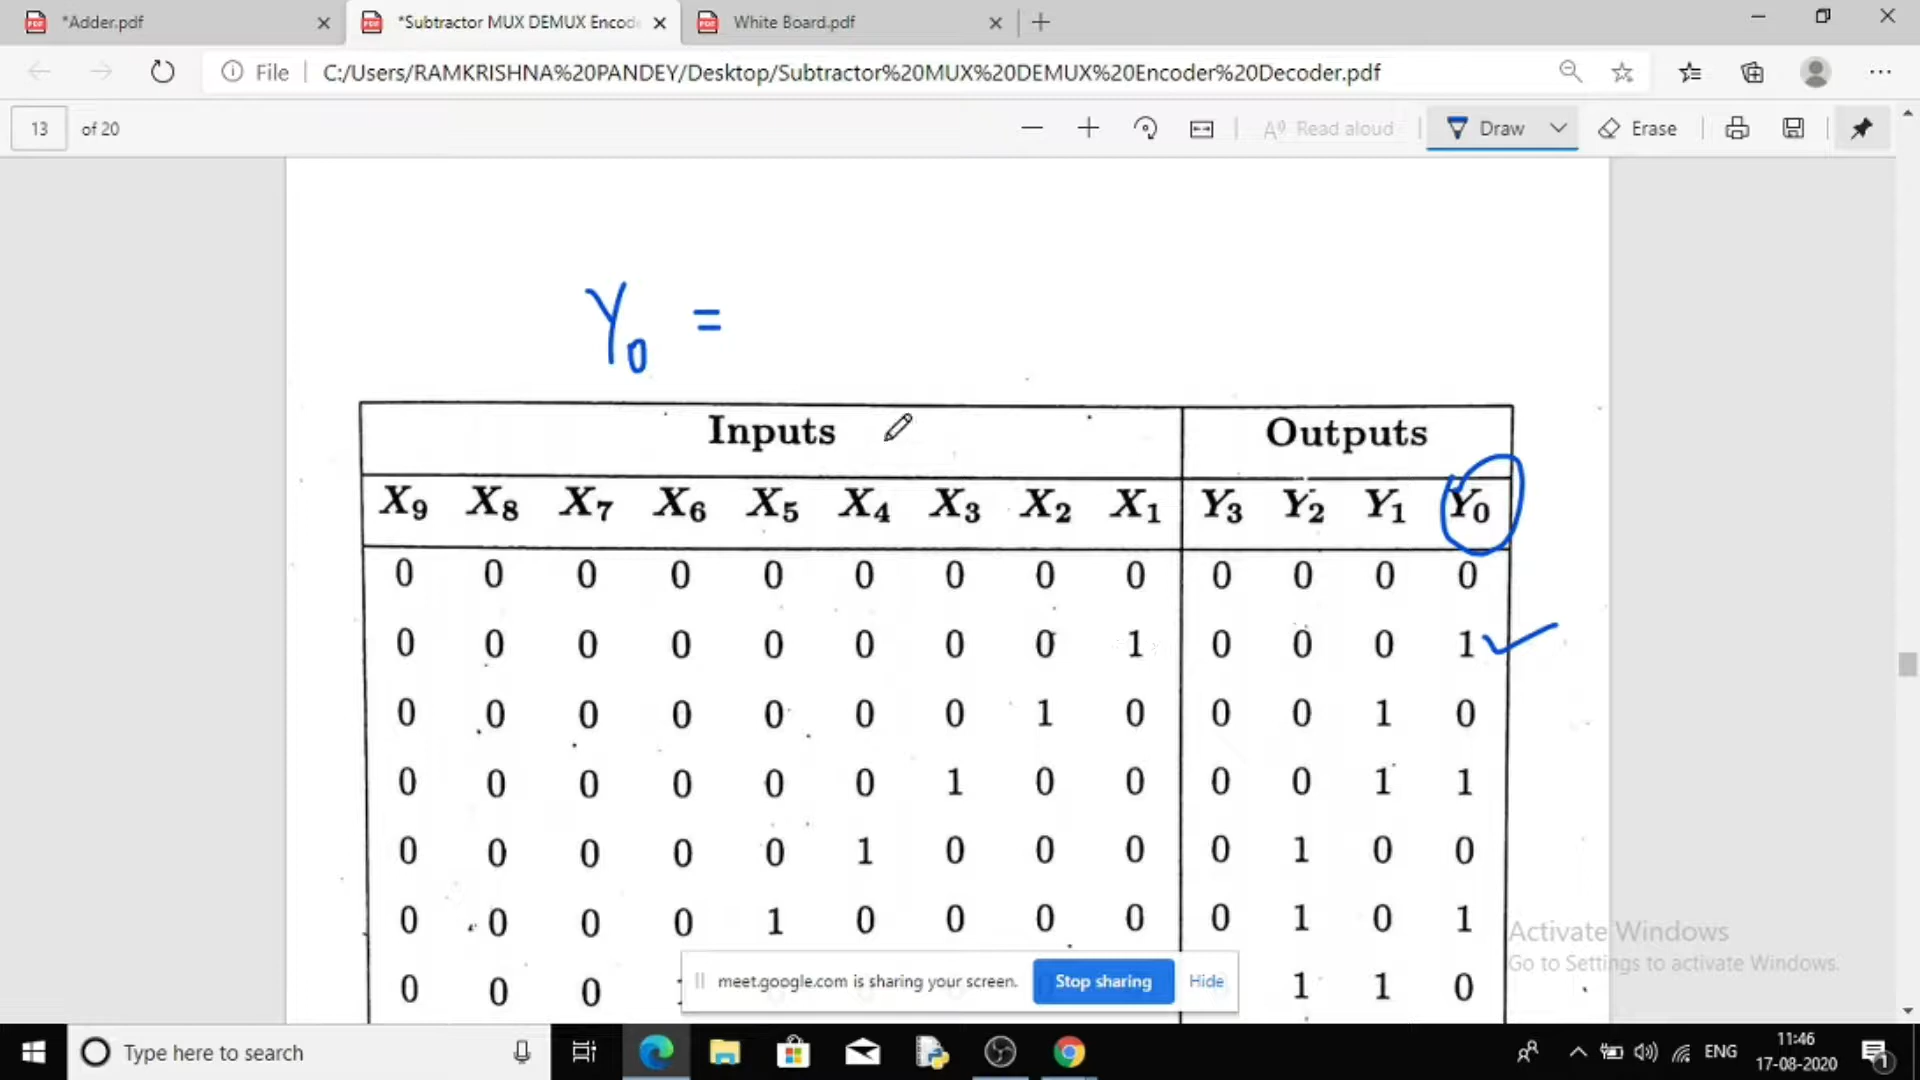 *Adder.pdf
*Subtractor MUX DEMUX Encod
White Board.pdf
File
C:/Users/RAMKRISHNA%20PANDEY/Desktop/Subtractor%20MUX%20DEMUX%20Encoder%20Decoder.pdf
13 of 20
Read aloud
Draw
Erase
Y₀ =
Inputs Outputs
X₉ X₈ X₇ X₆ X₅ X₄ X₃ X₂ X₁ Y₃ Y₂ Y₁ Y₀
0 0 0 0 0 0 0 0 0 0 0 0 0
0 0 0 0 0 0 0 0 1 0 0 0 1
0 0 0 0 0 0 0 1 0 0 0 1 0
0 0 0 0 0 0 1 0 0 0 0 1 1
0 0 0 0 0 1 0 0 0 0 1 0 0
0 0 0 0 1 0 0 0 0 0 1 0 1
0 0 0 1 1 0
Activate Windows
Go to Settings to activate Windows.
meet.google.com is sharing your screen.
Stop sharing
Hide
Type here to search
ENG
11:46
17-08-2020
1